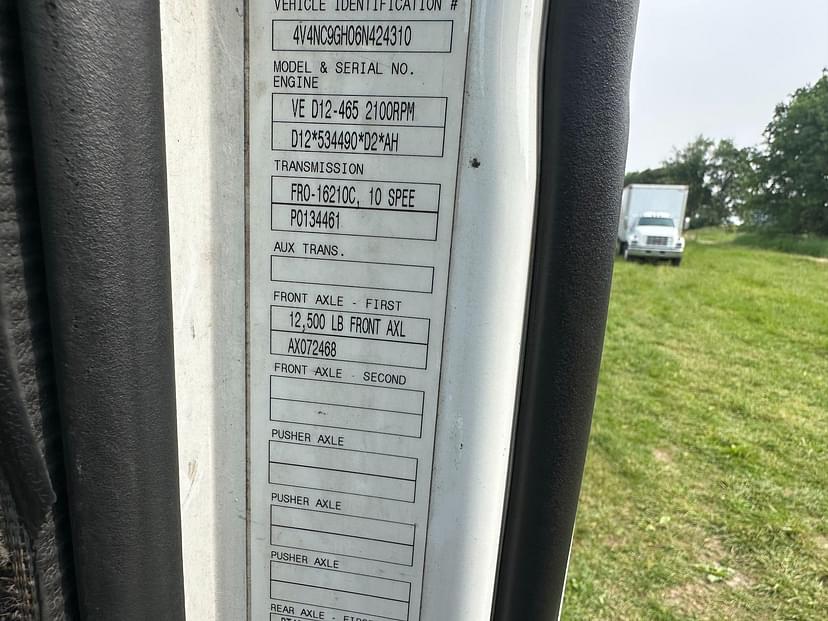 VEHICLE IDENTIFICATION #
4V4NC9GH06N424310
MODEL & SERIAL NO.
ENGINE
VE D12-465 2100RPM
D12*534490*D2*AH
TRANSMISSION
FRO-16210C, 10 SPEE
P0134461
AUX TRANS.
FRONT AXLE - FIRST
12,500 LB FRONT AXL
AX072468
FRONT AXLE - SECOND
PUSHER AXLE
PUSHER AXLE
PUSHER AXLE
REAR AXLE - FIRST